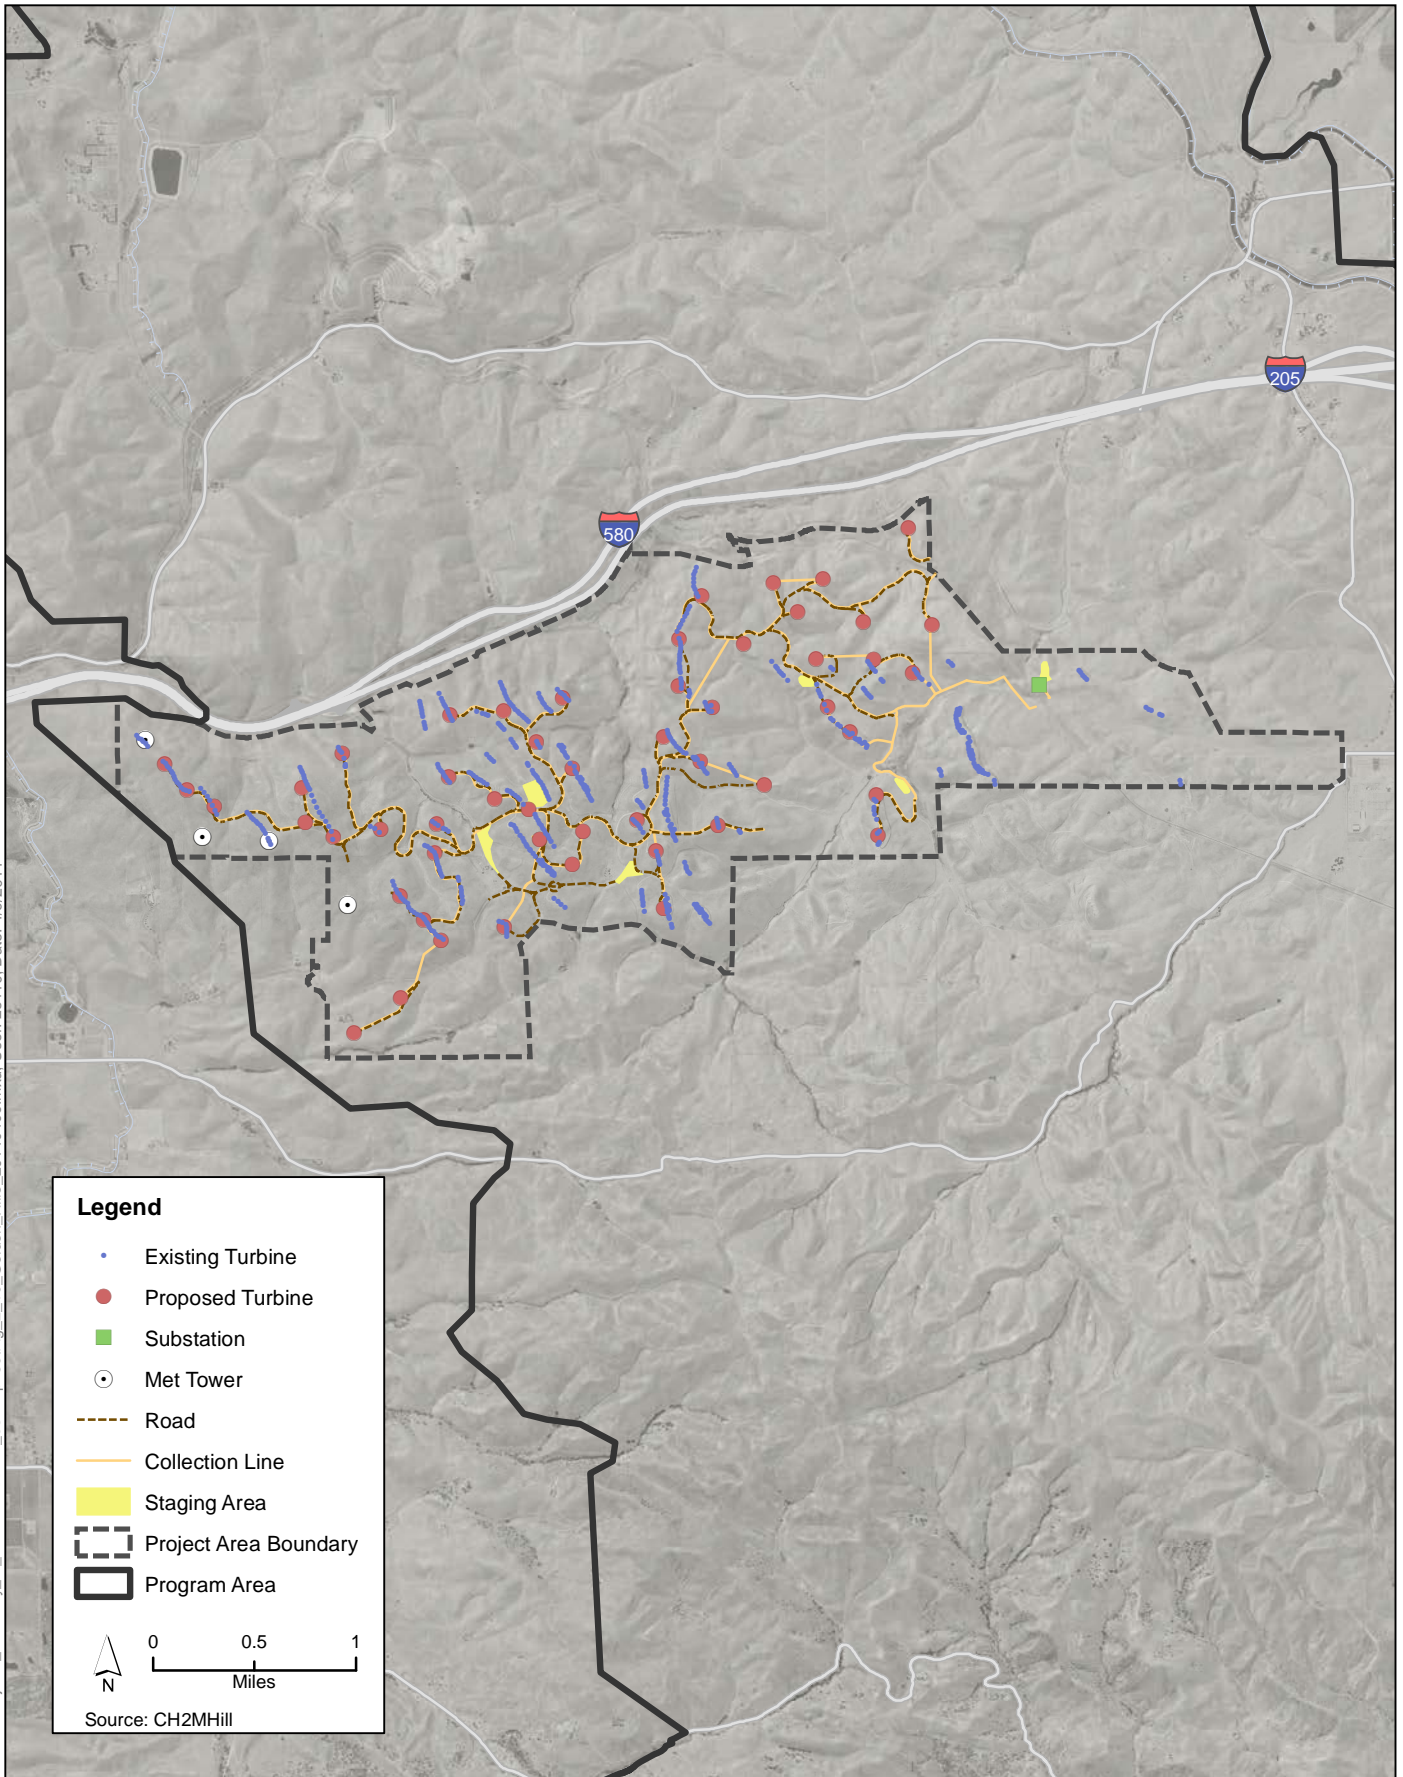 205
580
Legend
Existing Turbine
Proposed Turbine
Substation
Met Tower
Road
Collection Line
Staging Area
Project Area Boundary
Program Area
0 0.5 1
Miles
N
Source: CH2MHill